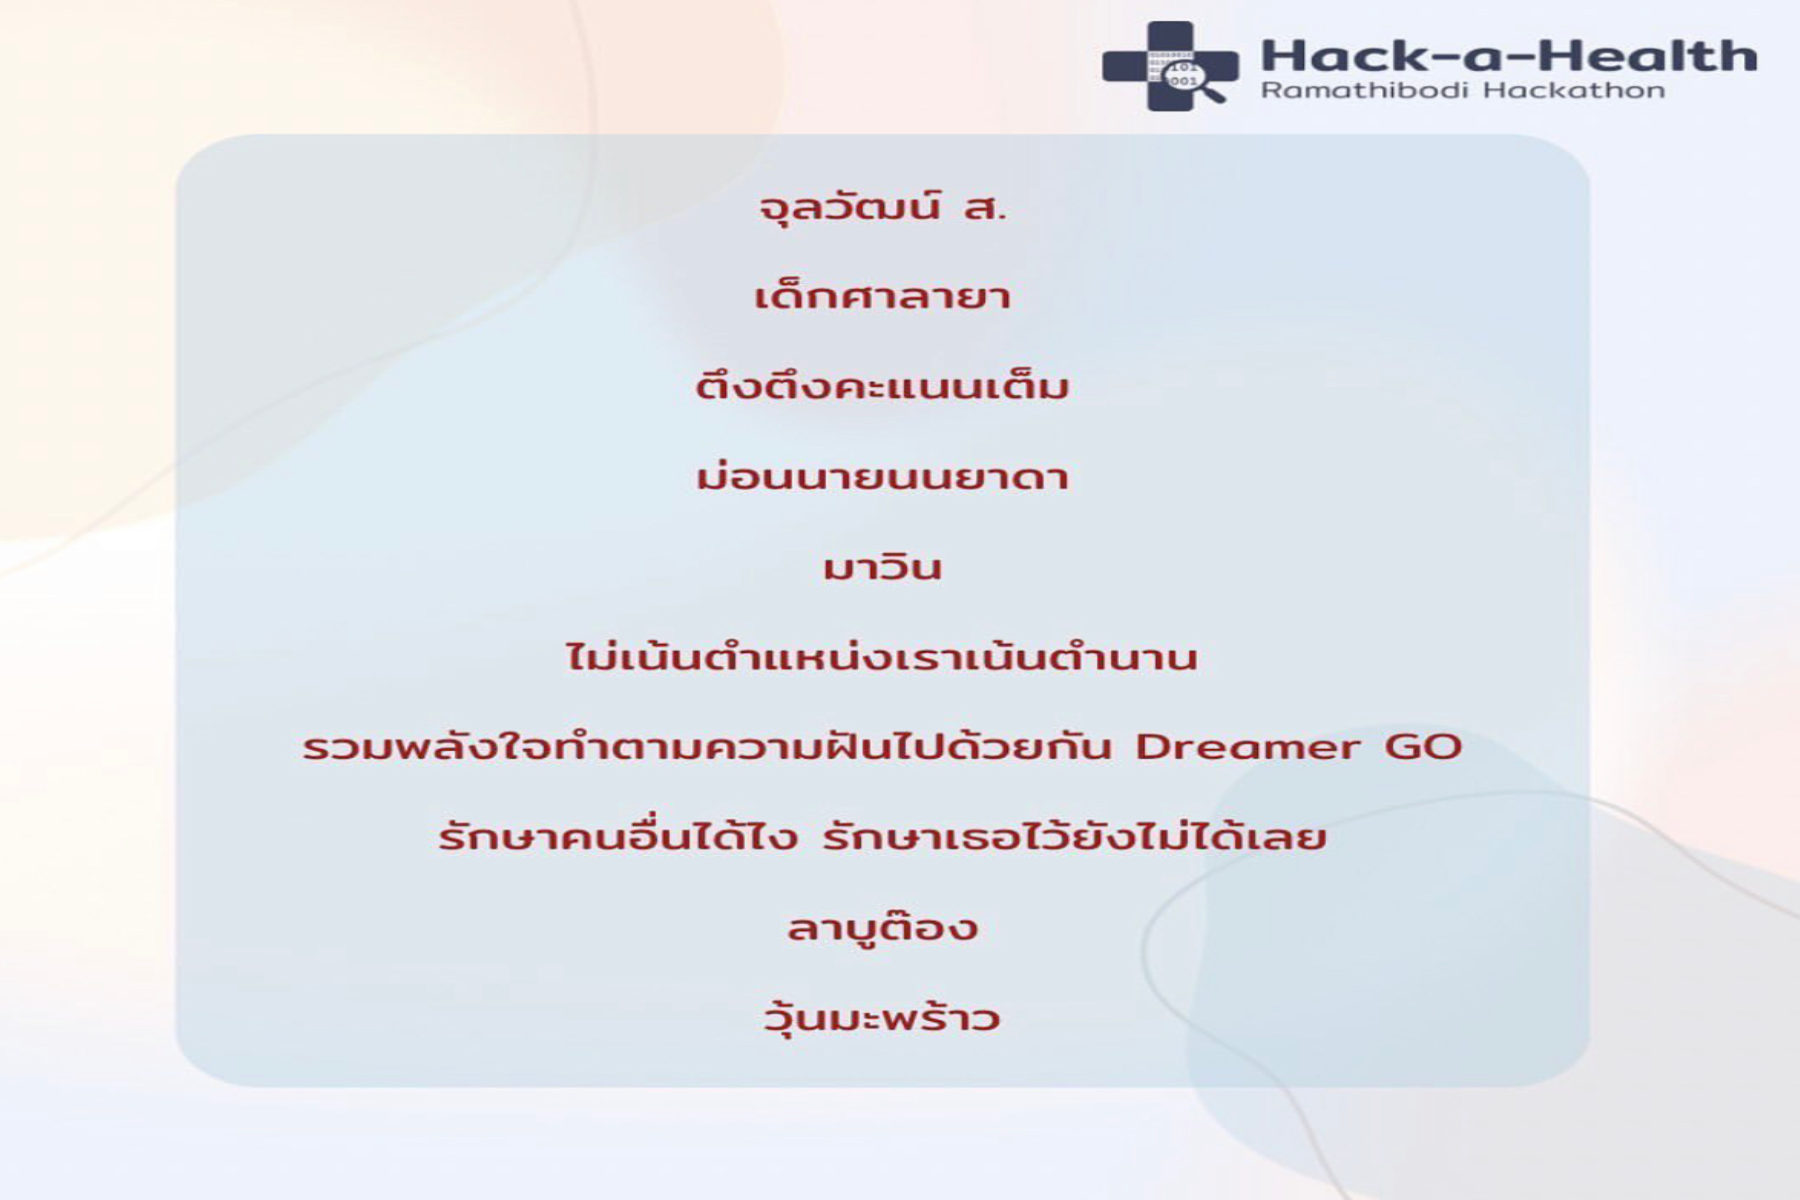 Hack-a-Health
Ramathibodi Hackathon
จุลวัฒน์ ส.
เด็กศาลายา
ตึงตึงคะแนนเต็ม
ม่อนนายนนยาดา
มาวิน
ไม่เน้นตำแหน่งเราเน้นตำนาน
รวมพลังใจทำตามความฝันไปด้วยกัน Dreamer GO
รักษาคนอื่นได้ไง รักษาเธอไว้ยังไม่ได้เลย
ลาบูต๊อง
วุ้นมะพร้าว